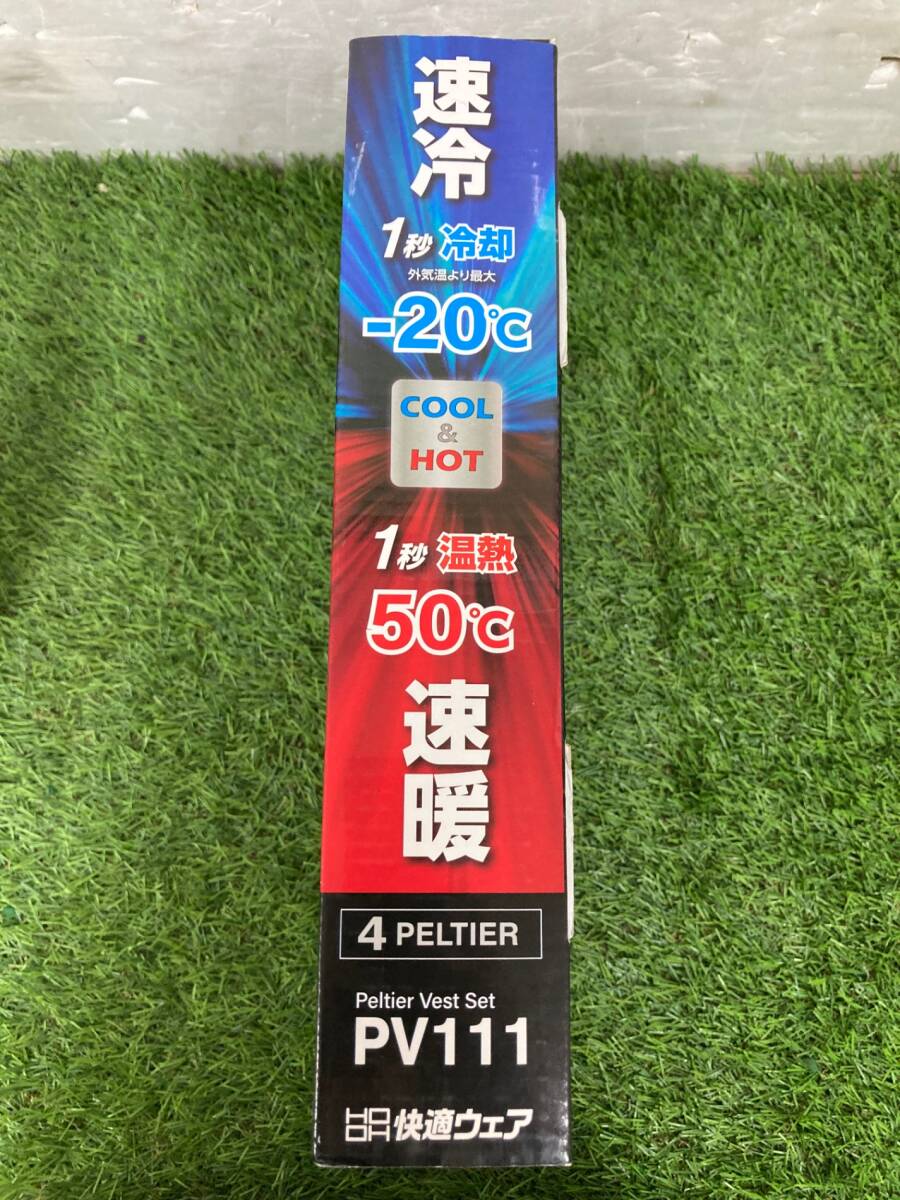 速冷
1秒 冷却
外気温より最大
-20℃
COOL
&
HOT
1秒 温熱
50℃
速暖
4 PELTIER
Peltier Vest Set
PV111
快適ウェア